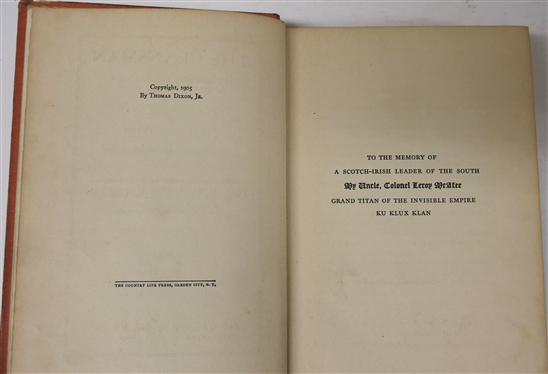 Copyright, 1905
By Thomas Dixon, Jr.
THE COUNTRY LIFE PRESS, GARDEN CITY, N. Y.
TO THE MEMORY OF
A SCOTCH-IRISH LEADER OF THE SOUTH
My Uncle, Colonel Leroy McAfee
GRAND TITAN OF THE INVISIBLE EMPIRE
KU KLUX KLAN